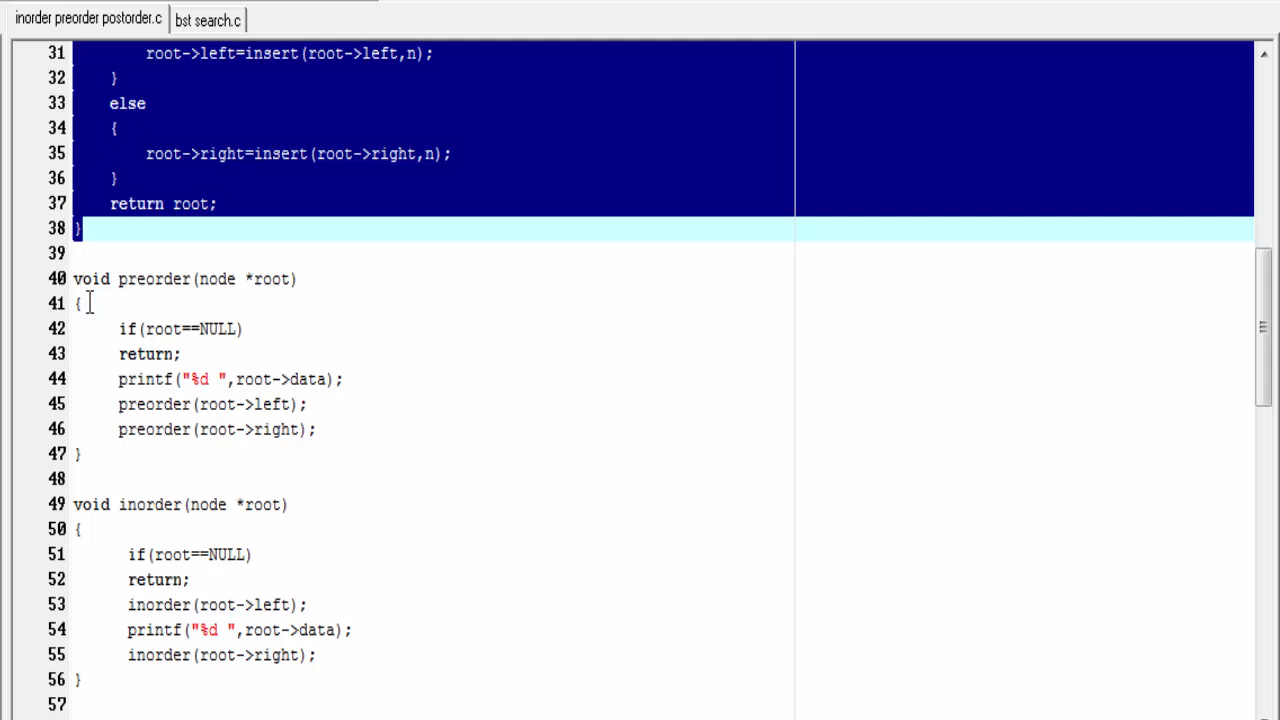 inorder preorder postorder.c bst search.c
31 root->left=insert(root->left,n);
32 }
33 else
34 {
35 root->right=insert(root->right,n);
36 }
37 return root;
38 }
39
40 void preorder(node *root)
41 {
42 if(root==NULL)
43 return;
44 printf("%d ",root->data);
45 preorder(root->left);
46 preorder(root->right);
47 }
48
49 void inorder(node *root)
50 {
51 if(root==NULL)
52 return;
53 inorder(root->left);
54 printf("%d ",root->data);
55 inorder(root->right);
56 }
57